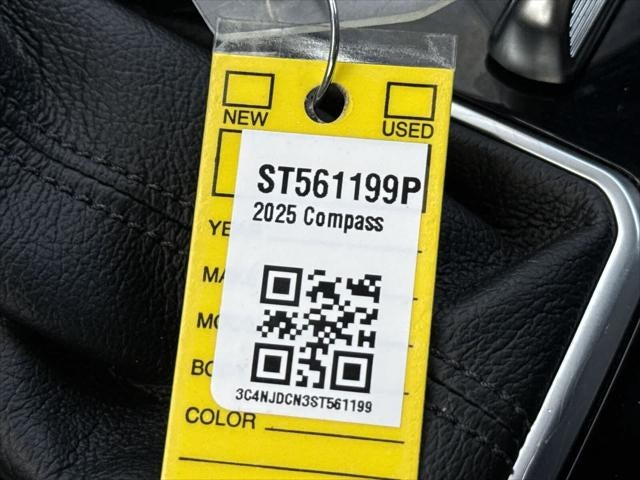 NEW
USED
ST561199P
2025 Compass
YE
MA
MO
BO
3C4NJDCN3ST561199
COLOR